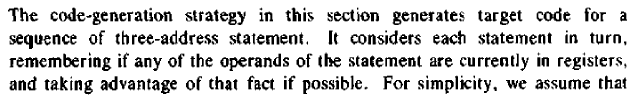 The code-generation strategy in this section generates target code for a
sequence of three-address statement. It considers each statement in turn,
remembering if any of the operands of the statement are currently in registers,
and taking advantage of that fact if possible. For simplicity, we assume that